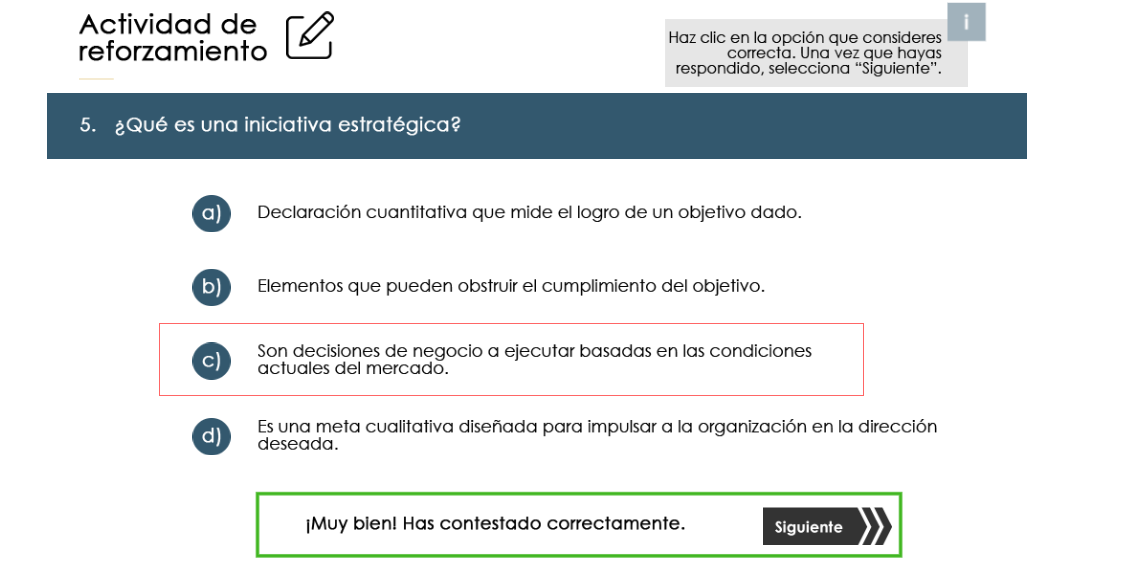 Actividad de
reforzamiento
i
Haz clic en la opción que consideres
correcta. Una vez que hayas
respondido, selecciona “Siguiente”.
5. ¿Qué es una iniciativa estratégica?
a) Declaración cuantitativa que mide el logro de un objetivo dado.
b) Elementos que pueden obstruir el cumplimiento del objetivo.
c) Son decisiones de negocio a ejecutar basadas en las condiciones
actuales del mercado.
d) Es una meta cualitativa diseñada para impulsar a la organización en la dirección
deseada.
¡Muy bien! Has contestado correctamente.
Siguiente